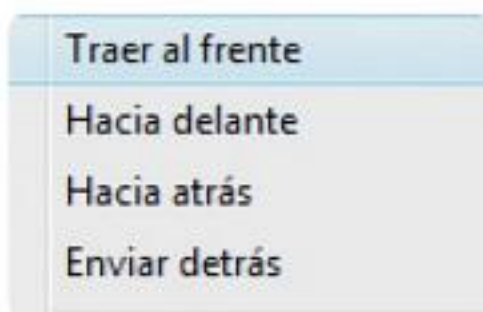 Traer al frente
Hacia delante
Hacia atrás
Enviar detrás